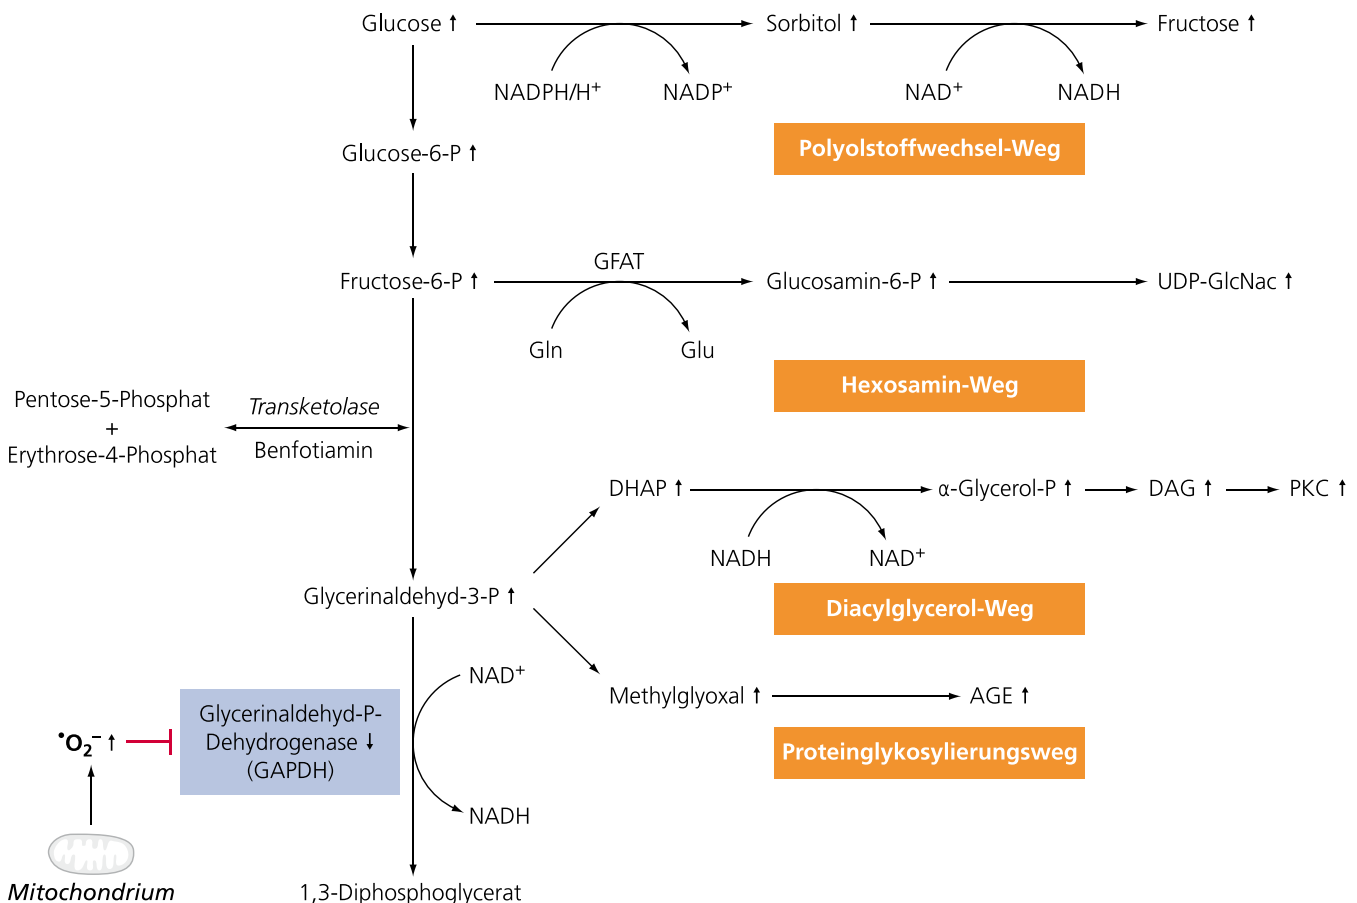 Glucose ↑ Sorbitol ↑ Fructose ↑
NADPH/H⁺ NADP⁺ NAD⁺ NADH
Polyolstoffwechsel-Weg
Glucose-6-P ↑
GFAT
Fructose-6-P ↑ Glucosamin-6-P ↑ UDP-GlcNac ↑
Gln Glu
Hexosamin-Weg
Pentose-5-Phosphat
+
Erythrose-4-Phosphat
Transketolase
Benfotiamin
DHAP ↑ α-Glycerol-P ↑ DAG ↑ PKC ↑
NADH NAD⁺
Glycerinaldehyd-3-P ↑
Diacylglycerol-Weg
NAD⁺
Methylglyoxal ↑ AGE ↑
Proteinglykosylierungsweg
•O₂⁻ ↑
Glycerinaldehyd-P-
Dehydrogenase ↓
(GAPDH)
NADH
Mitochondrium
1,3-Diphosphoglycerat